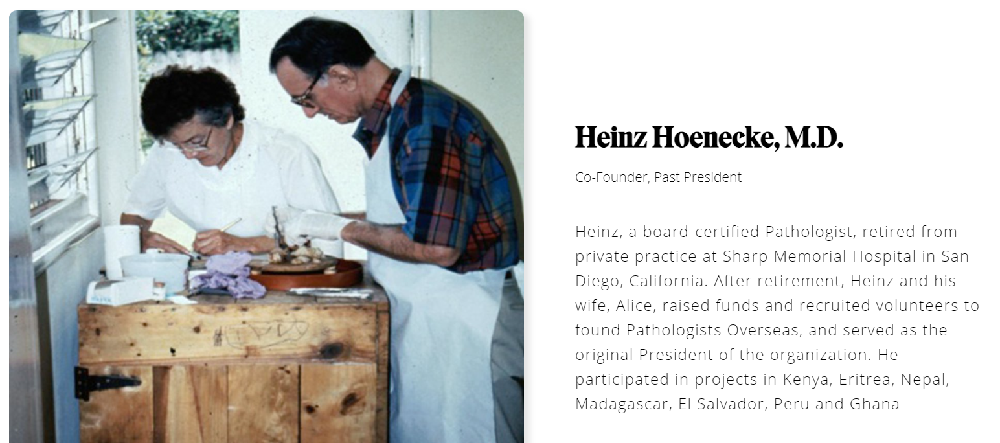 Heinz Hoenecke, M.D.
Co-Founder, Past President
Heinz, a board-certified Pathologist, retired from
private practice at Sharp Memorial Hospital in San
Diego, California. After retirement, Heinz and his
wife, Alice, raised funds and recruited volunteers to
found Pathologists Overseas, and served as the
original President of the organization. He
participated in projects in Kenya, Eritrea, Nepal,
Madagascar, El Salvador, Peru and Ghana